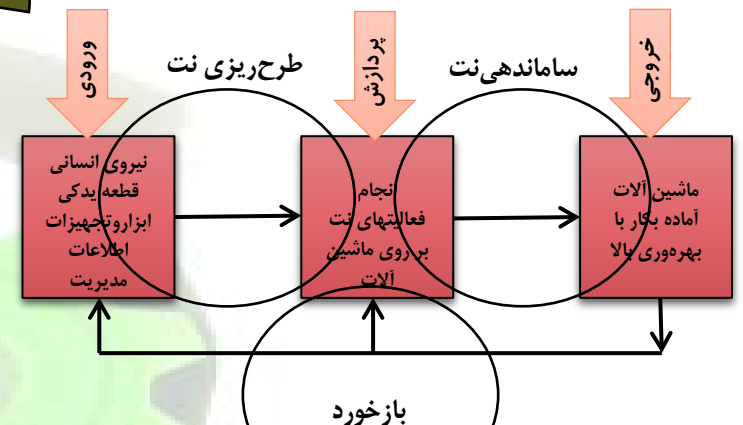 ورودی
پردازش
خروجی
طرح‌ریزی نت
ساماندهی‌نت
نیروی انسانی
قطعه یدکی
ابزاروتجهیزات
اطلاعات
مدیریت
انجام
فعالیتهای نت
بر روی ماشین
آلات
ماشین آلات
آماده بکار با
بهره‌وری بالا
بازخورد